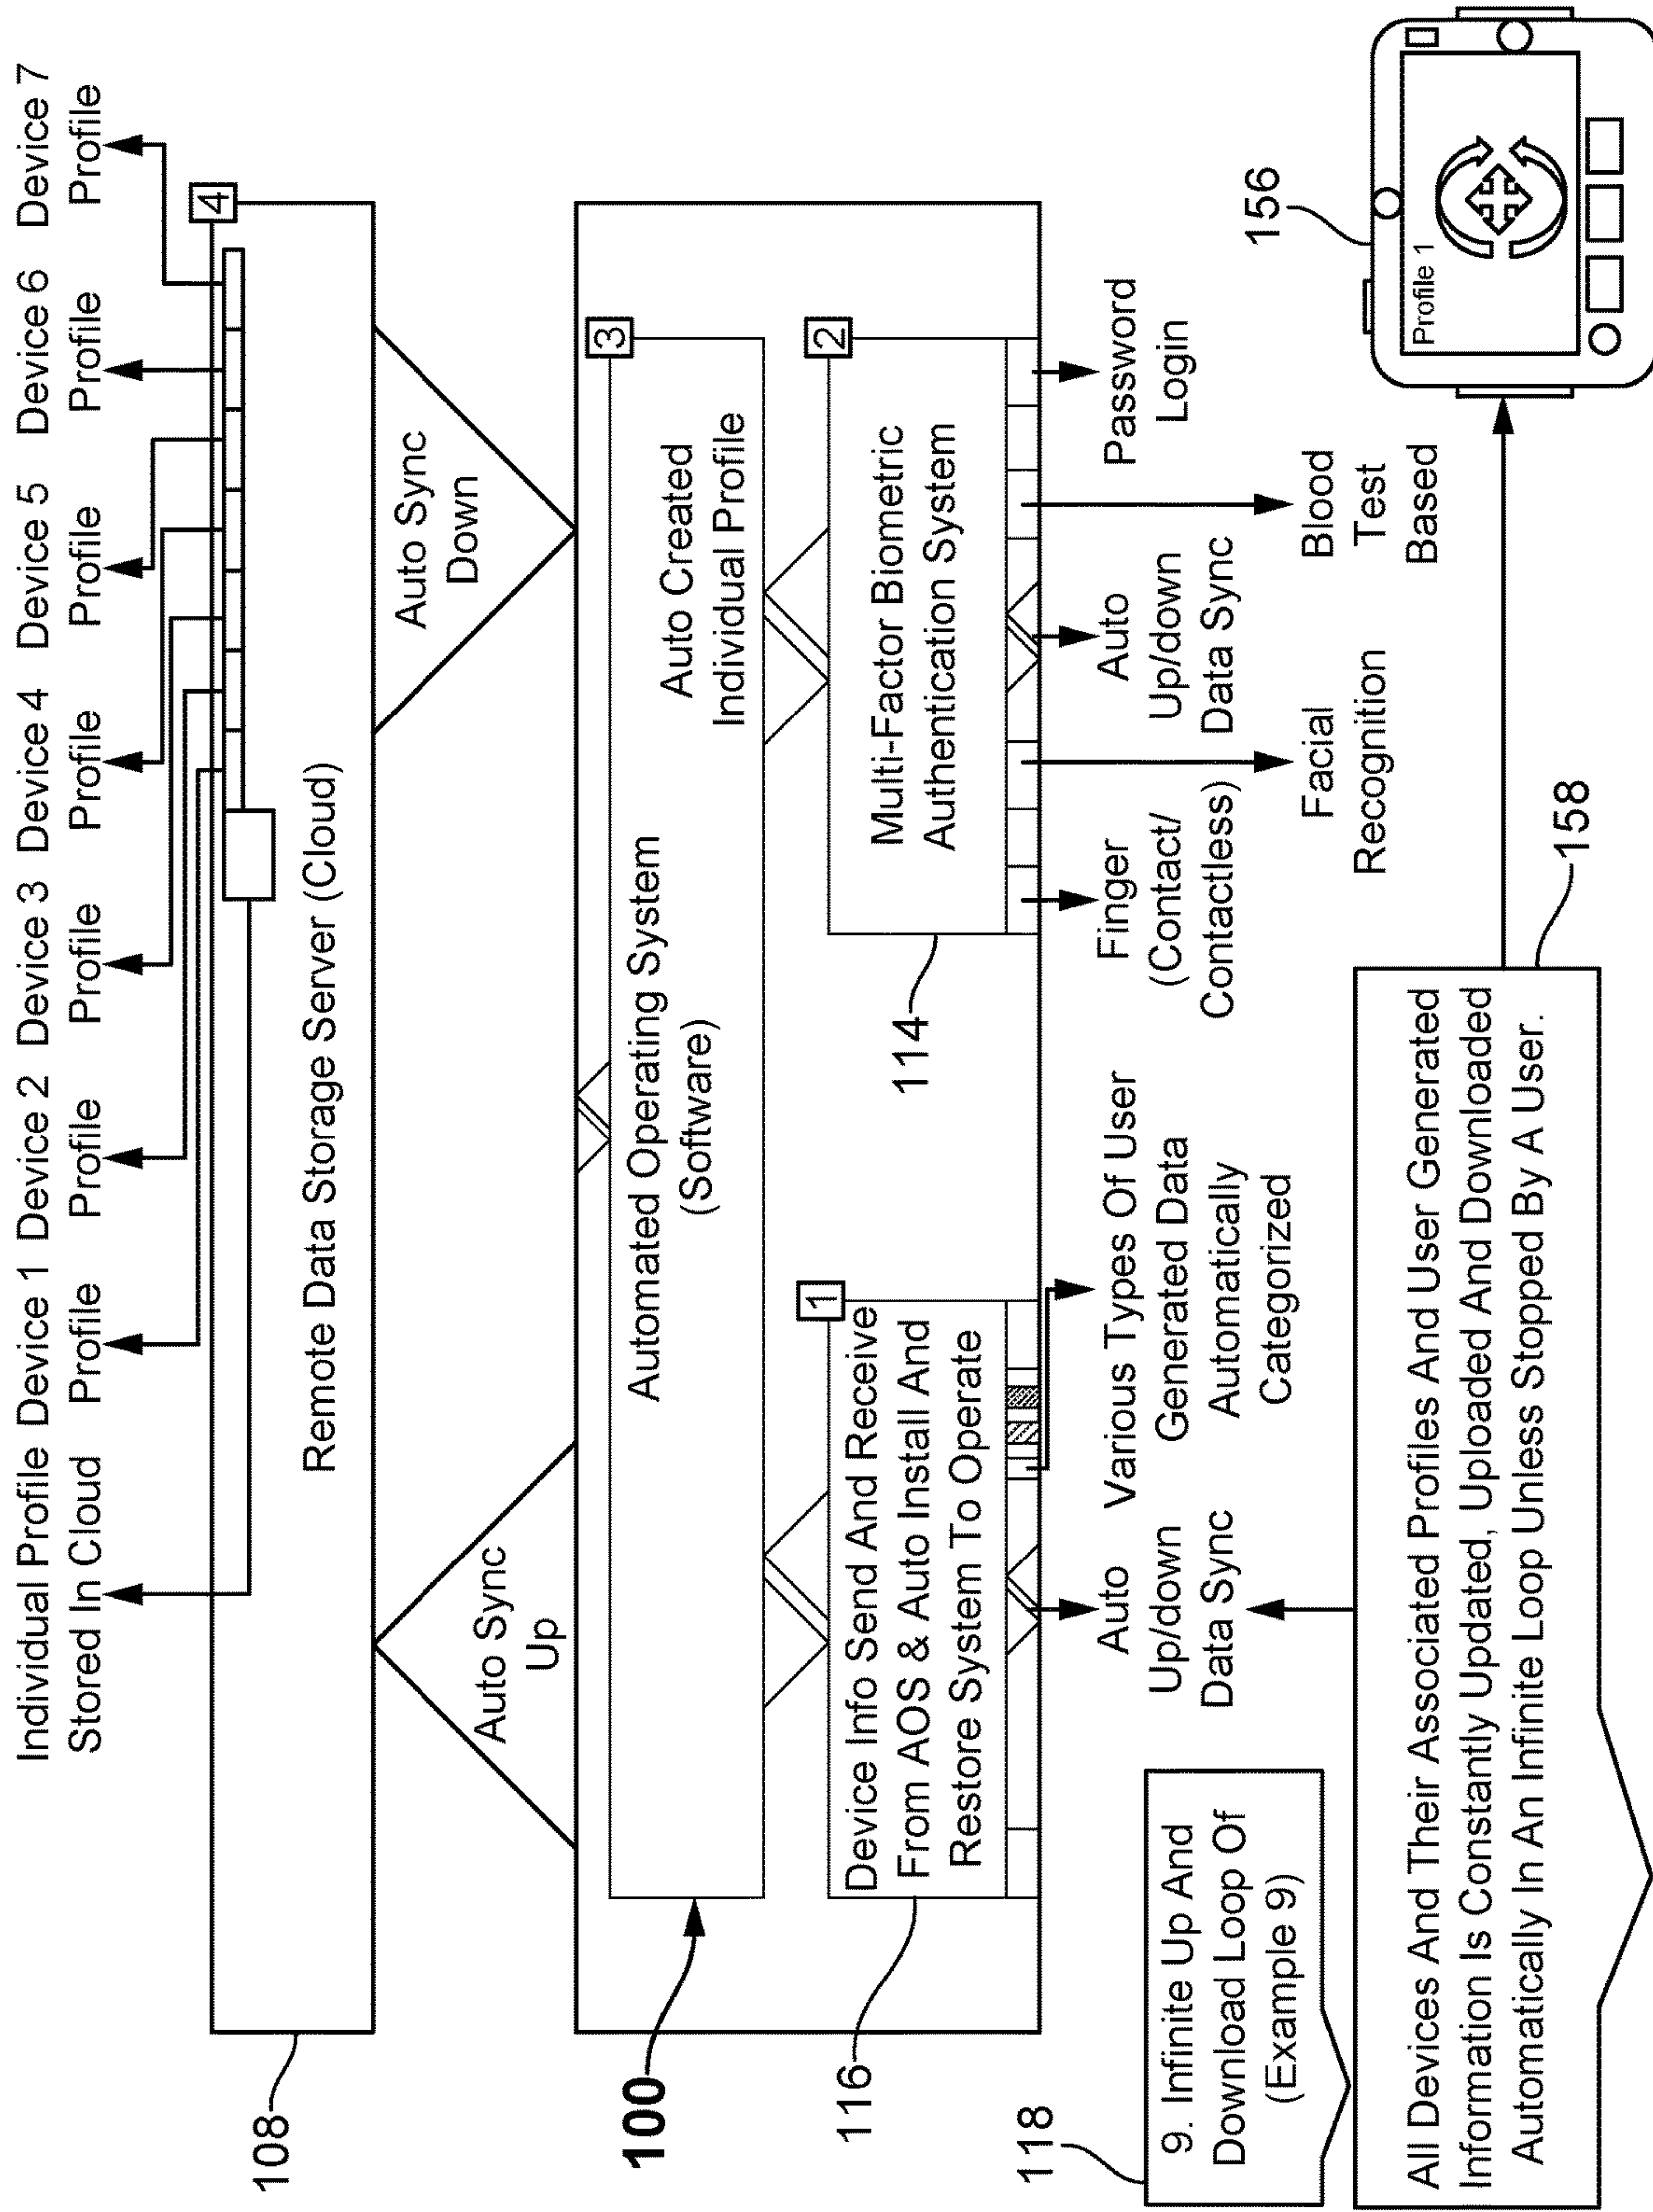 Individual Profile
Stored In Cloud
Device 1
Profile
Device 2
Profile
Device 3
Profile
Device 4
Profile
Device 5
Profile
Device 6
Profile
Device 7
Profile
4
Remote Data Storage Server (Cloud)
108
Auto Sync
Up
Auto Sync
Down
100
3
Automated Operating System
(Software)
Auto Created
Individual Profile
1
Device Info Send And Receive
From AOS & Auto Install And
Restore System To Operate
116
2
Multi-Factor Biometric
Authentication System
114
118
Auto
Up/down
Data Sync
Various Types Of User
Generated Data
Automatically
Categorized
Finger
(Contact/
Contactless)
Facial
Recognition
Auto
Up/down
Data Sync
Blood
Test
Based
Password
Login
9. Infinite Up And
Download Loop Of
(Example 9)
All Devices And Their Associated Profiles And User Generated
Information Is Constantly Updated, Uploaded And Downloaded
Automatically In An Infinite Loop Unless Stopped By A User.
158
156
Profile 1